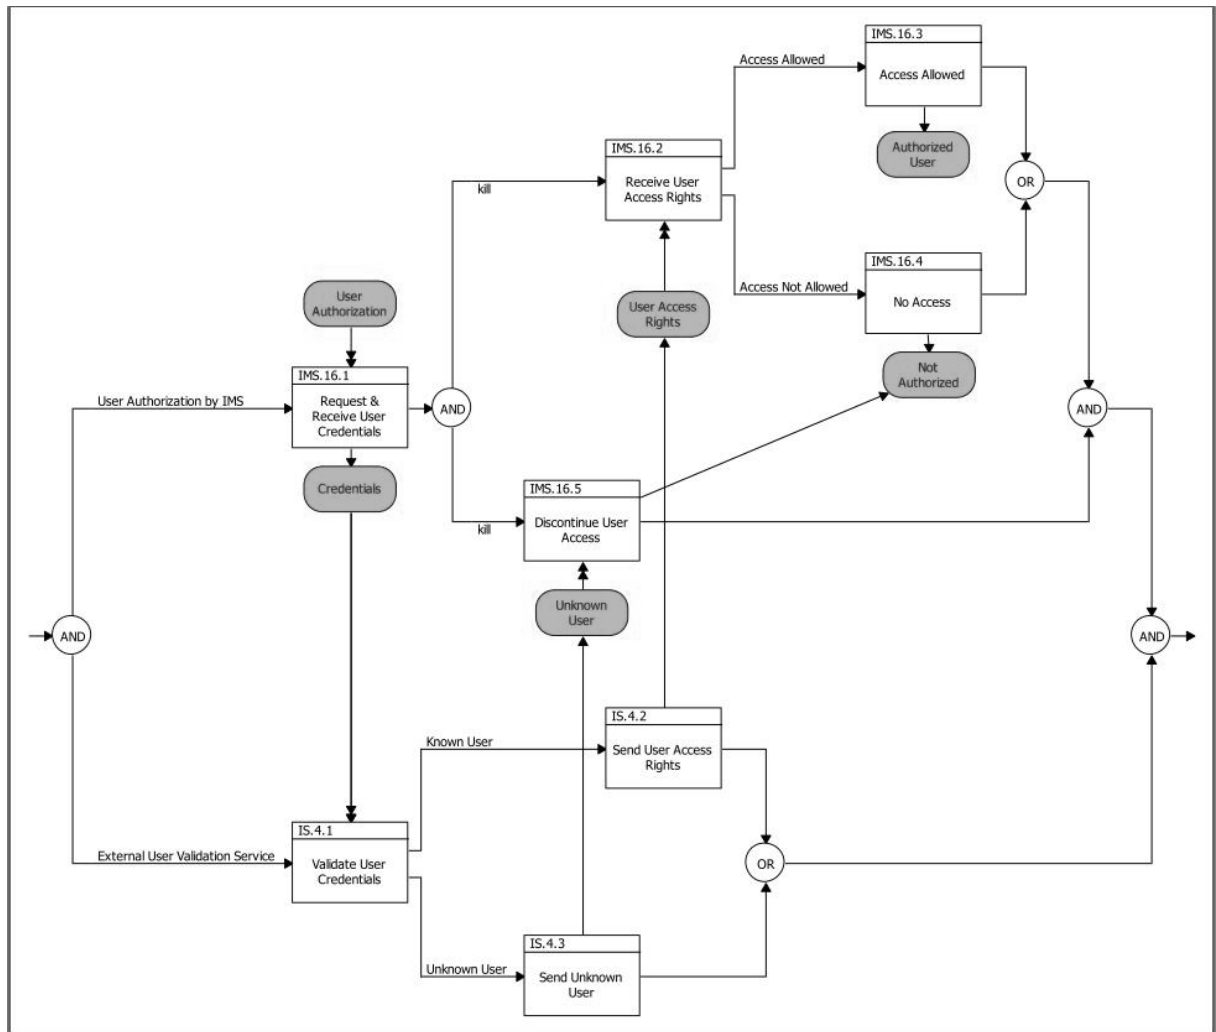 IMS.16.3
Access Allowed
Access Allowed
Authorized
User
IMS.16.2
Receive User
Access Rights
kill
OR
IMS.16.4
Access Not Allowed
No Access
User
Authorization
User Access
Rights
Not
Authorized
IMS.16.1
User Authorization by IMS
Request &
Receive User
Credentials
AND
AND
Credentials
IMS.16.5
Discontinue User
Access
kill
Unknown
User
AND
AND
IS.4.2
Known User
Send User Access
Rights
IS.4.1
External User Validation Service
Validate User
Credentials
OR
IS.4.3
Unknown User
Send Unknown
User